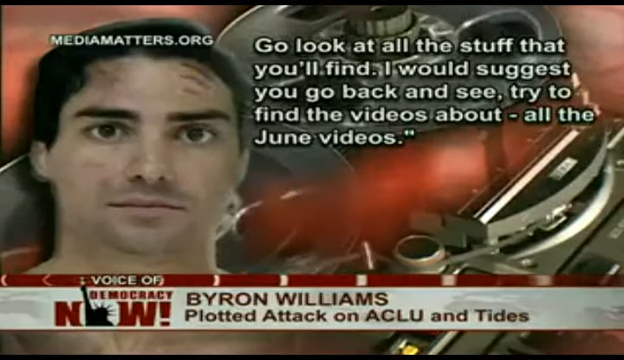 MEDIAMATTERS.ORG
Go look at all the stuff that
you'll find. I would suggest
you go back and see, try to
find the videos about - all the
June videos."
VOICE OF
DEMOCRACY
NOW!
BYRON WILLIAMS
Plotted Attack on ACLU and Tides